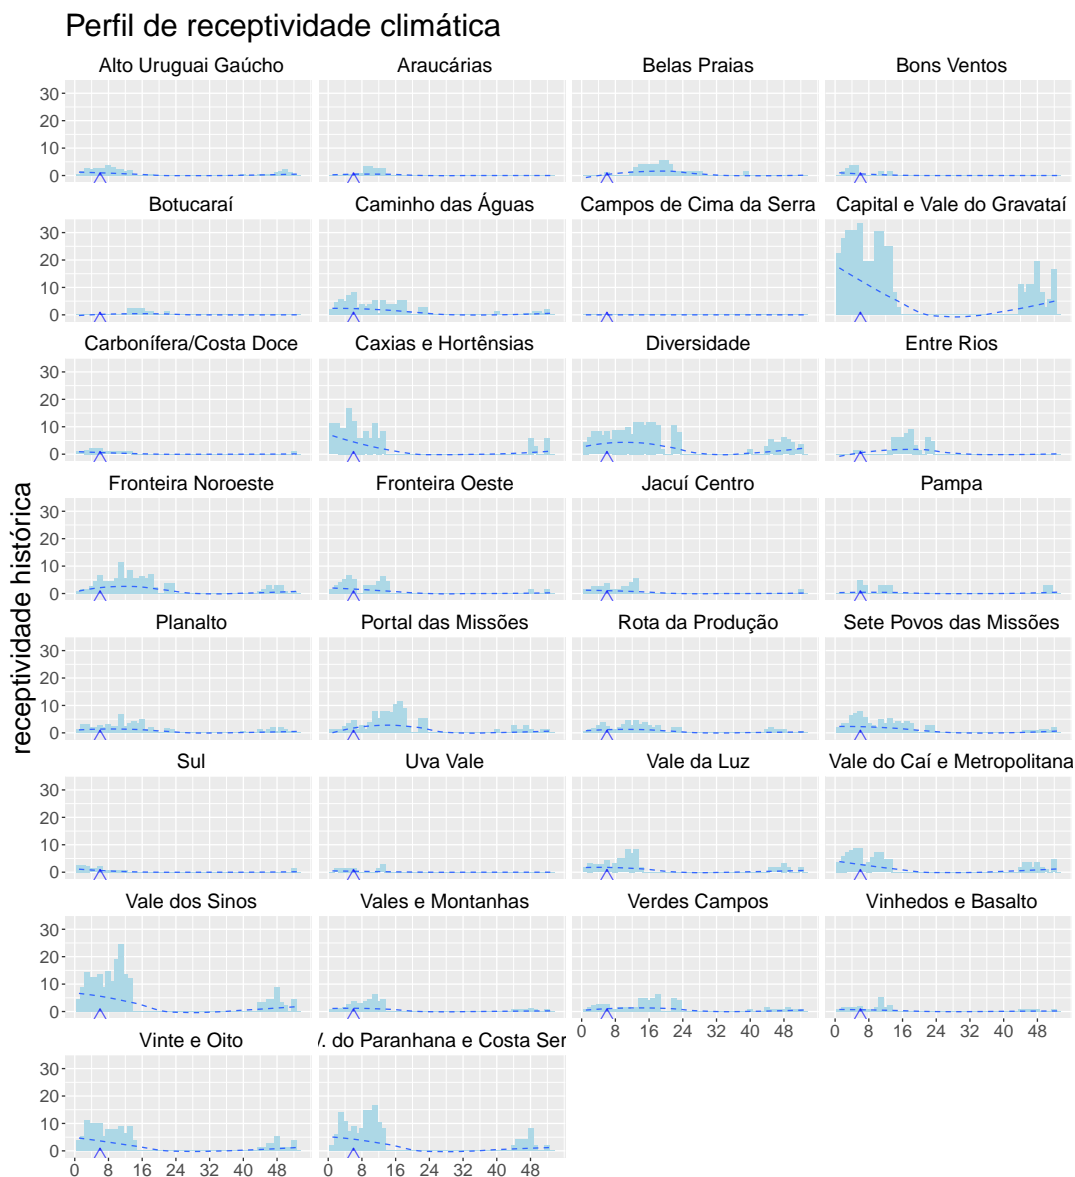 Perfil de receptividade climática
Alto Uruguai Gaúcho Araucárias Belas Praias Bons Ventos
30
20
10
0
Botucaraí Caminho das Águas Campos de Cima da Serra Capital e Vale do Gravataí
30
20
10
0
Carbonífera/Costa Doce Caxias e Hortênsias Diversidade Entre Rios
30
20
10
0
Fronteira Noroeste Fronteira Oeste Jacuí Centro Pampa
30
20
10
0
receptividade histórica
Planalto Portal das Missões Rota da Produção Sete Povos das Missões
30
20
10
0
Sul Uva Vale Vale da Luz Vale do Caí e Metropolitana
30
20
10
0
Vale dos Sinos Vales e Montanhas Verdes Campos Vinhedos e Basalto
30
20
10
0
0 8 16 24 32 40 48 0 8 16 24 32 40 48
Vinte e Oito /. do Paranhana e Costa Ser
30
20
10
0
0 8 16 24 32 40 48 0 8 16 24 32 40 48